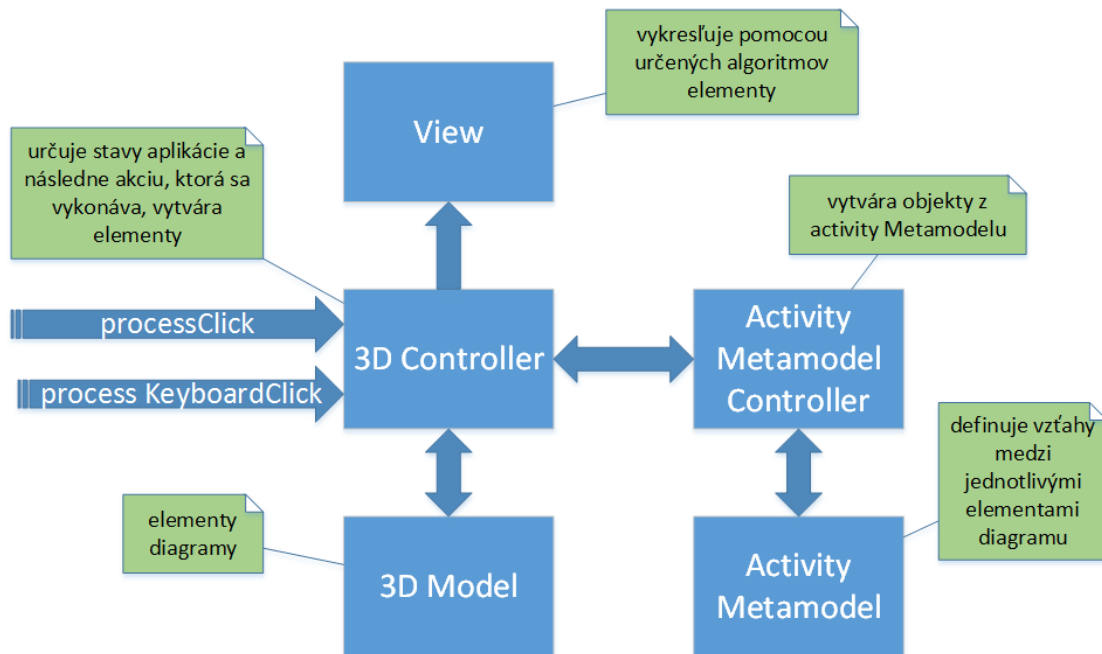 vykresľuje pomocou
určených algoritmov
elementy
View
určuje stavy aplikácie a
následne akciu, ktorá sa
vykonáva, vytvára
elementy
vytvára objekty z
activity Metamodelu
processClick
process KeyboardClick
3D Controller
Activity
Metamodel
Controller
definuje vzťahy
medzi
jednotlivými
elementami
diagramu
elementy
diagramy
3D Model
Activity
Metamodel